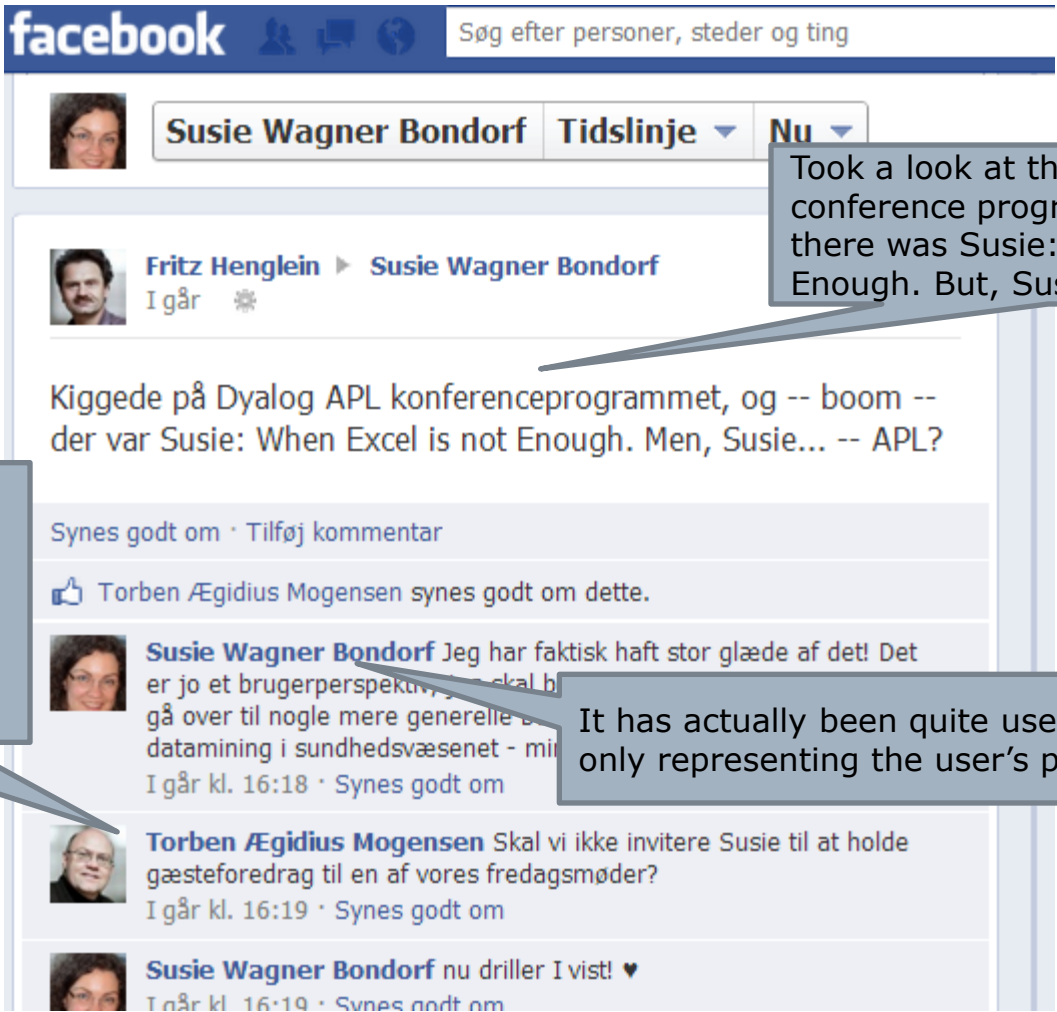 facebook Søg efter personer, steder og ting
Susie Wagner Bondorf Tidslinje Nu
Took a look at th
conference progr
there was Susie:
Enough. But, Sus
Fritz Henglein Susie Wagner Bondorf
I går
Kiggede på Dyalog APL konferenceprogrammet, og -- boom --
der var Susie: When Excel is not Enough. Men, Susie... -- APL?
Synes godt om · Tilføj kommentar
Torben Ægidius Mogensen synes godt om dette.
Susie Wagner Bondorf Jeg har faktisk haft stor glæde af det! Det
er jo et brugerperspektiv, skal b
gå over til nogle mere generelle
datamining i sundhedsvæsenet - mi
I går kl. 16:18 · Synes godt om
It has actually been quite use
only representing the user’s p
Torben Ægidius Mogensen Skal vi ikke invitere Susie til at holde
gæsteforedrag til en af vores fredagsmøder?
I går kl. 16:19 · Synes godt om
Susie Wagner Bondorf nu driller I vist! ♥
I går kl. 16:19 · Synes godt om